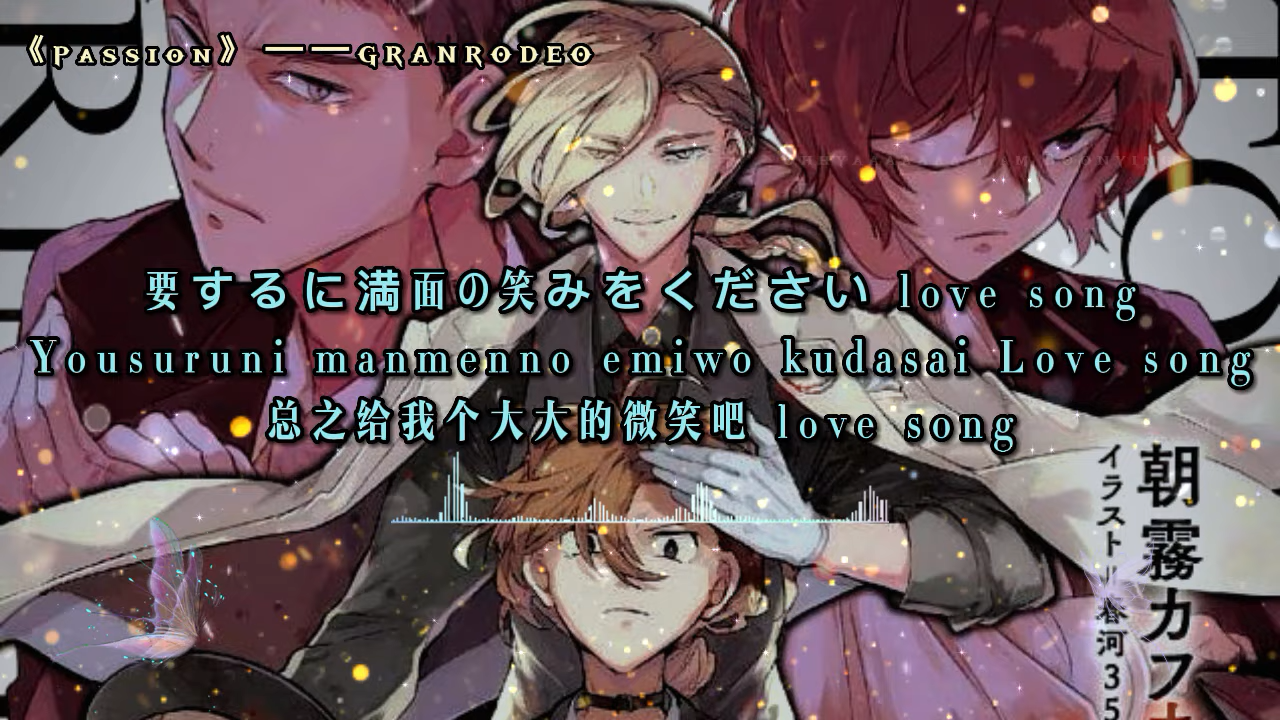 《PASSION》 ——GRANRODEO
要するに満面の笑みをください love song
Yousuruni manmenno emiwo kudasai Love song
总之给我个大大的微笑吧 love song
朝霧カフカ
イラスト‖春河35